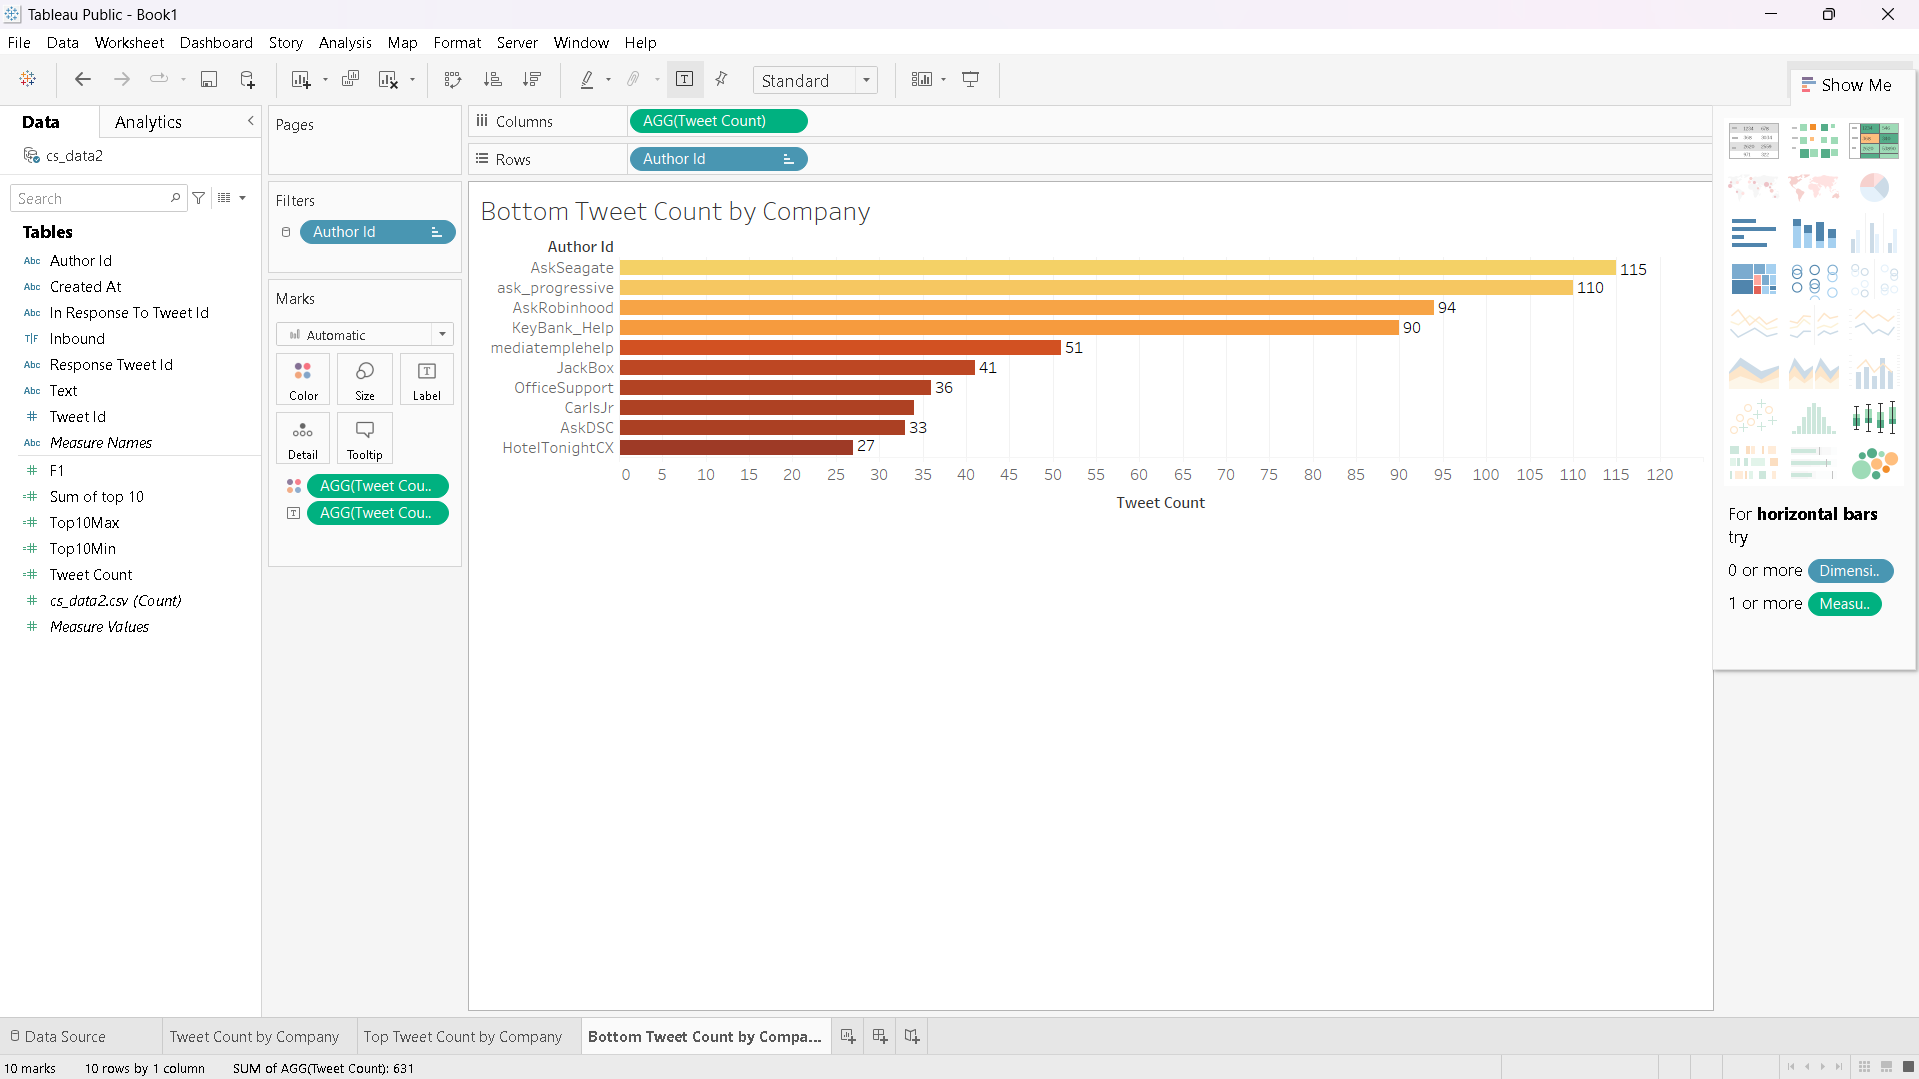 Tableau Public - Book1
File Data Worksheet Dashboard Story Analysis Map Format Server Window Help
Standard
Show Me
Data Analytics
cs_data2
Search
Tables
Abc Author Id
Abc Created At
Abc In Response To Tweet Id
T|F Inbound
Abc Response Tweet Id
Abc Text
# Tweet Id
Abc Measure Names
# F1
=# Sum of top 10
=# Top10Max
=# Top10Min
=# Tweet Count
# cs_data2.csv (Count)
# Measure Values
Pages
Filters
Author Id
Marks
Automatic
Color Size Label
Detail Tooltip
AGG(Tweet Cou..
AGG(Tweet Cou..
Columns AGG(Tweet Count)
Rows Author Id
Bottom Tweet Count by Company
Author Id
AskSeagate 115
ask_progressive 110
AskRobinhood 94
KeyBank_Help 90
mediatemplehelp 51
JackBox 41
OfficeSupport 36
CarlsJr
AskDSC 33
HotelTonightCX 27
0 5 10 15 20 25 30 35 40 45 50 55 60 65 70 75 80 85 90 95 100 105 110 115 120
Tweet Count
For horizontal bars
try
0 or more Dimensi..
1 or more Measu..
Data Source Tweet Count by Company Top Tweet Count by Company Bottom Tweet Count by Compa...
10 marks 10 rows by 1 column SUM of AGG(Tweet Count): 631